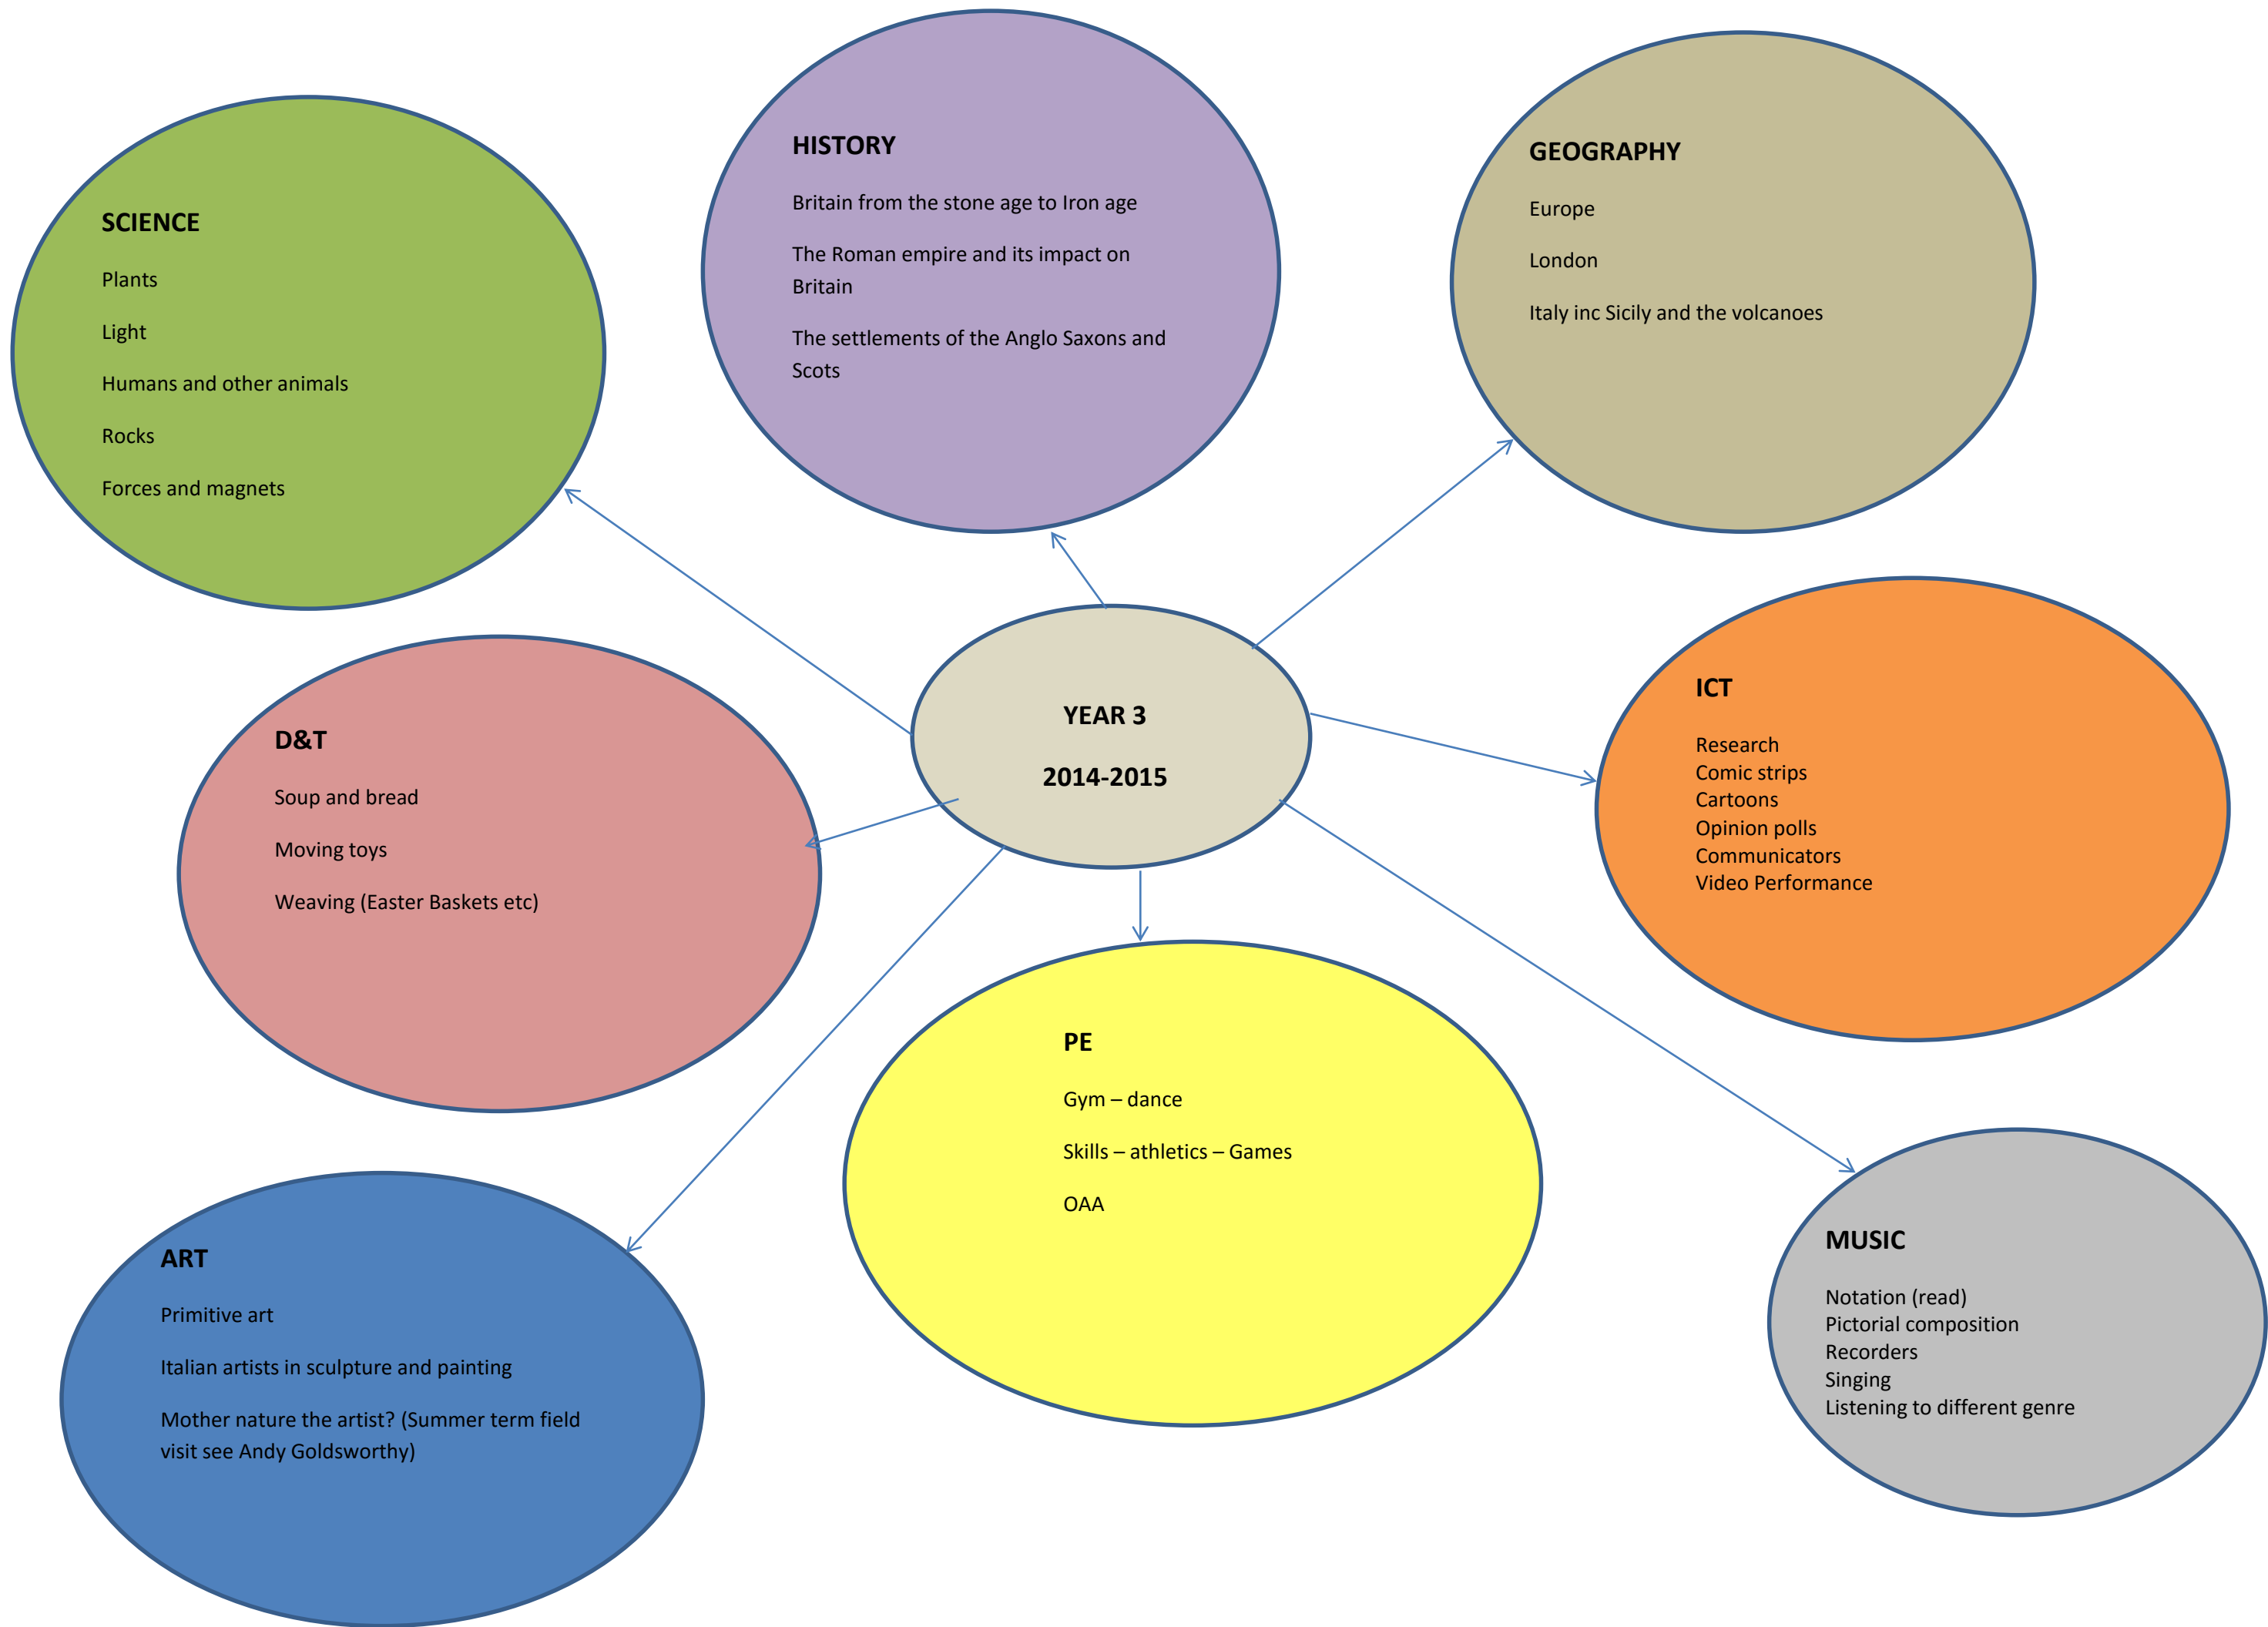 SCIENCE
Plants
Light
Humans and other animals
Rocks
Forces and magnets
HISTORY
Britain from the stone age to Iron age
The Roman empire and its impact on
Britain
The settlements of the Anglo Saxons and
Scots
GEOGRAPHY
Europe
London
Italy inc Sicily and the volcanoes
D&T
Soup and bread
Moving toys
Weaving (Easter Baskets etc)
YEAR 3
2014-2015
ICT
Research
Comic strips
Cartoons
Opinion polls
Communicators
Video Performance
ART
Primitive art
Italian artists in sculpture and painting
Mother nature the artist? (Summer term field
visit see Andy Goldsworthy)
PE
Gym – dance
Skills – athletics – Games
OAA
MUSIC
Notation (read)
Pictorial composition
Recorders
Singing
Listening to different genre